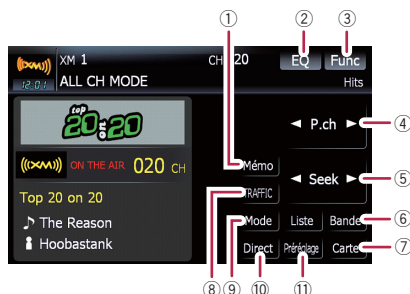 ① ② ③
((XM)) XM 1 CH 20 EQ Func
12:01 ALL CH MODE Hits
top 20 on 20
◄ P.ch ► ④
((XM)) ON THE AIR 020 CH
Mémo
◄ Seek ► ⑤
TRAFFIC
Top 20 on 20
The Reason
Mode Liste Bande ⑥
Hoobastank
Direct Préréglage Carte ⑦
⑧ ⑨ ⑩ ⑪